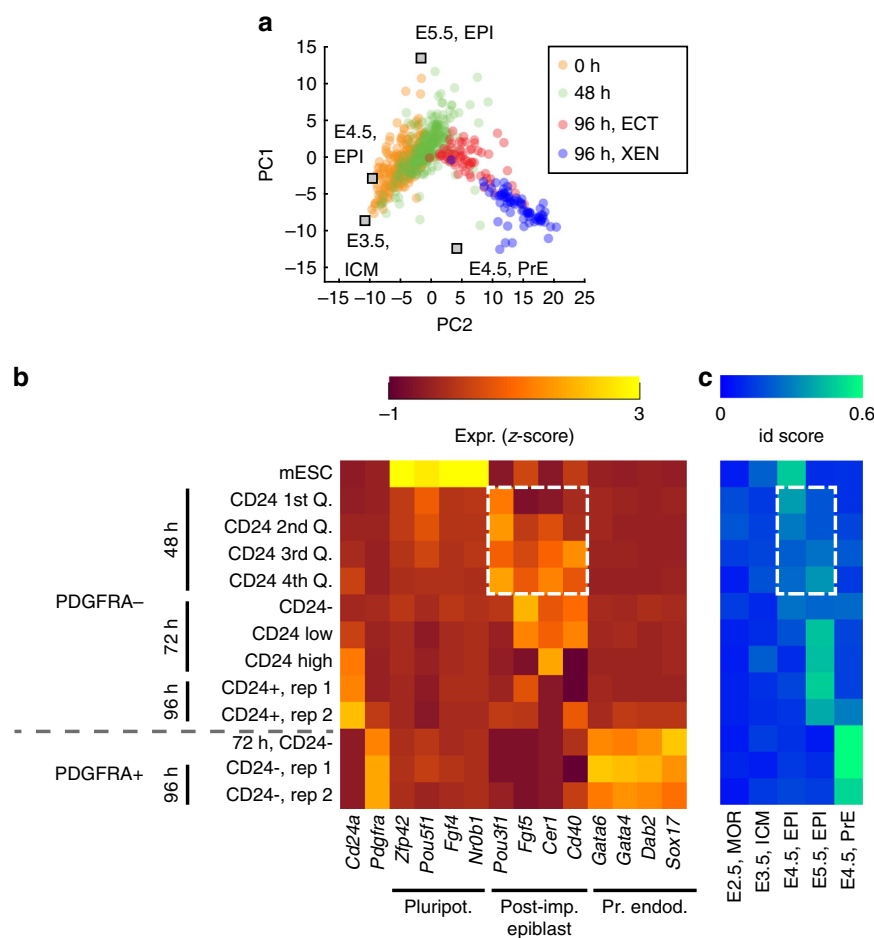 a
E5.5, EPI
15
10
5
0
−5
−10
−15
PC1
E4.5,
EPI
E3.5,
ICM
E4.5, PrE
0 h
48 h
96 h, ECT
96 h, XEN
−15 −10 −5 0 5 10 15 20 25
PC2
b
−1 3
Expr. (z-score)
c
0 0.6
id score
mESC
CD24 1st Q.
CD24 2nd Q.
CD24 3rd Q.
CD24 4th Q.
CD24-
CD24 low
CD24 high
CD24+, rep 1
CD24+, rep 2
72 h, CD24-
CD24-, rep 1
CD24-, rep 2
48 h
72 h
96 h
96 h
PDGFRA−
PDGFRA+
Cd24a
Pdgfra
Zfp42
Pou5f1
Fgf4
Nr0b1
Pou3f1
Fgf5
Cer1
Cd40
Gata6
Gata4
Dab2
Sox17
Pluripot.
Post-imp.
epiblast
Pr. endod.
E2.5, MOR
E3.5, ICM
E4.5, EPI
E5.5, EPI
E4.5, PrE